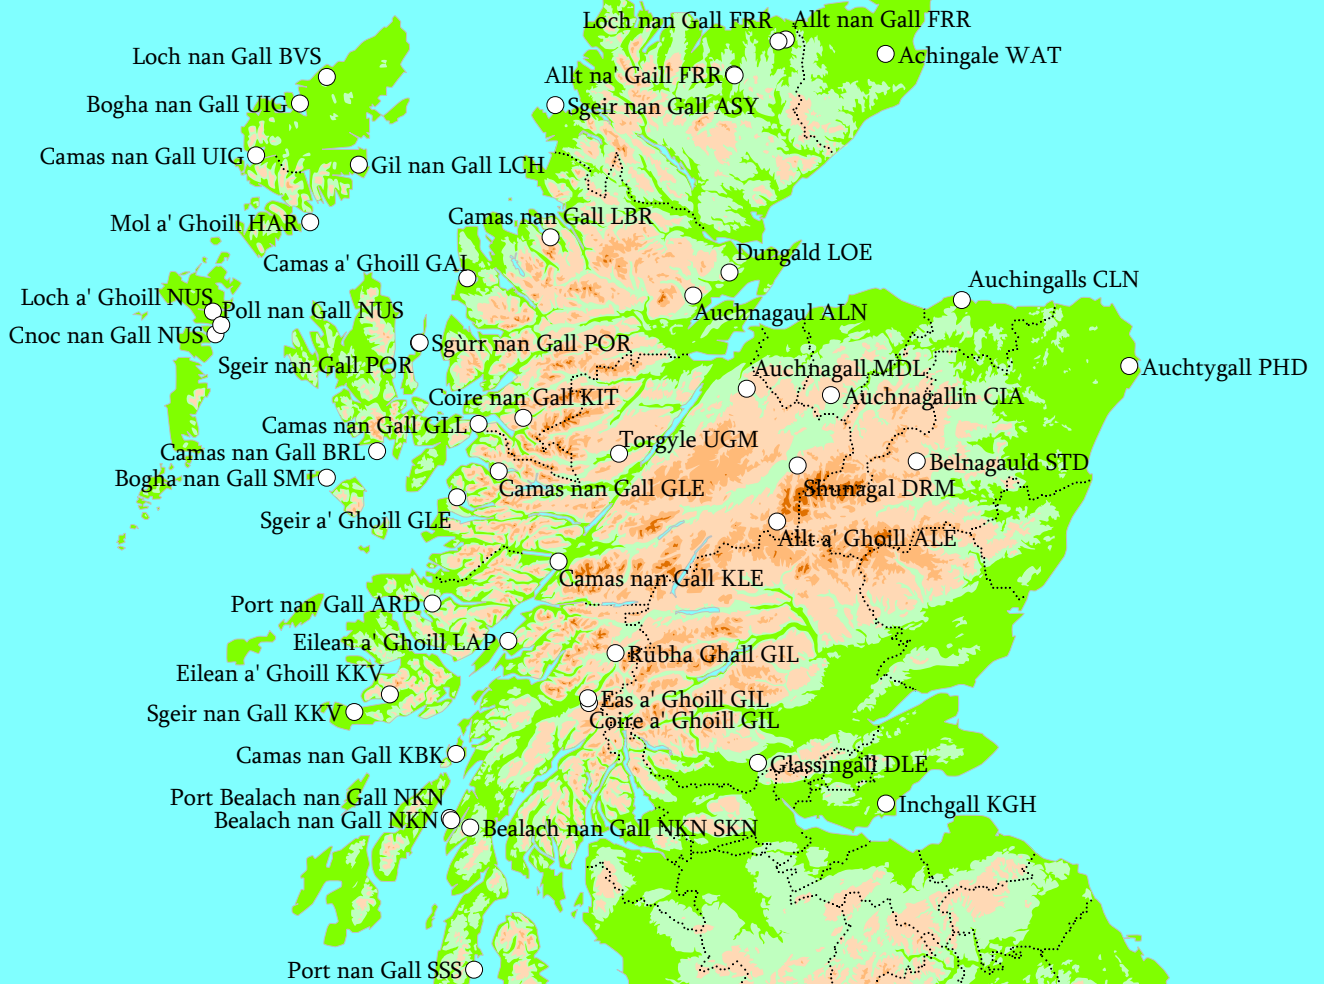 Loch nan Gall FRR
Allt nan Gall FRR
Loch nan Gall BVS
Achingale WAT
Allt na' Gaill FRR
Bogha nan Gall UIG
Sgeir nan Gall ASY
Camas nan Gall UIG
Gil nan Gall LCH
Mol a' Ghoill HAR
Camas nan Gall LBR
Dungald LOE
Camas a' Ghoill GAI
Auchingalls CLN
Loch a' Ghoill NUS
Poll nan Gall NUS
Auchnagaul ALN
Cnoc nan Gall NUS
Sgùrr nan Gall POR
Sgeir nan Gall POR
Auchnagall MDL
Auchtygall PHD
Coire nan Gall KIT
Auchnagallin CIA
Camas nan Gall GLL
Torgyle UGM
Camas nan Gall BRL
Belnagauld STD
Bogha nan Gall SMI
Camas nan Gall GLE
Shunagal DRM
Sgeir a' Ghoill GLE
Allt a' Ghoill ALE
Camas nan Gall KLE
Port nan Gall ARD
Eilean a' Ghoill LAP
Rubha Ghall GIL
Eilean a' Ghoill KKV
Eas a' Ghoill GIL
Sgeir nan Gall KKV
Coire a' Ghoill GIL
Camas nan Gall KBK
Glassingall DLE
Port Bealach nan Gall NKN
Inchgall KGH
Bealach nan Gall NKN
Bealach nan Gall NKN SKN
Port nan Gall SSS